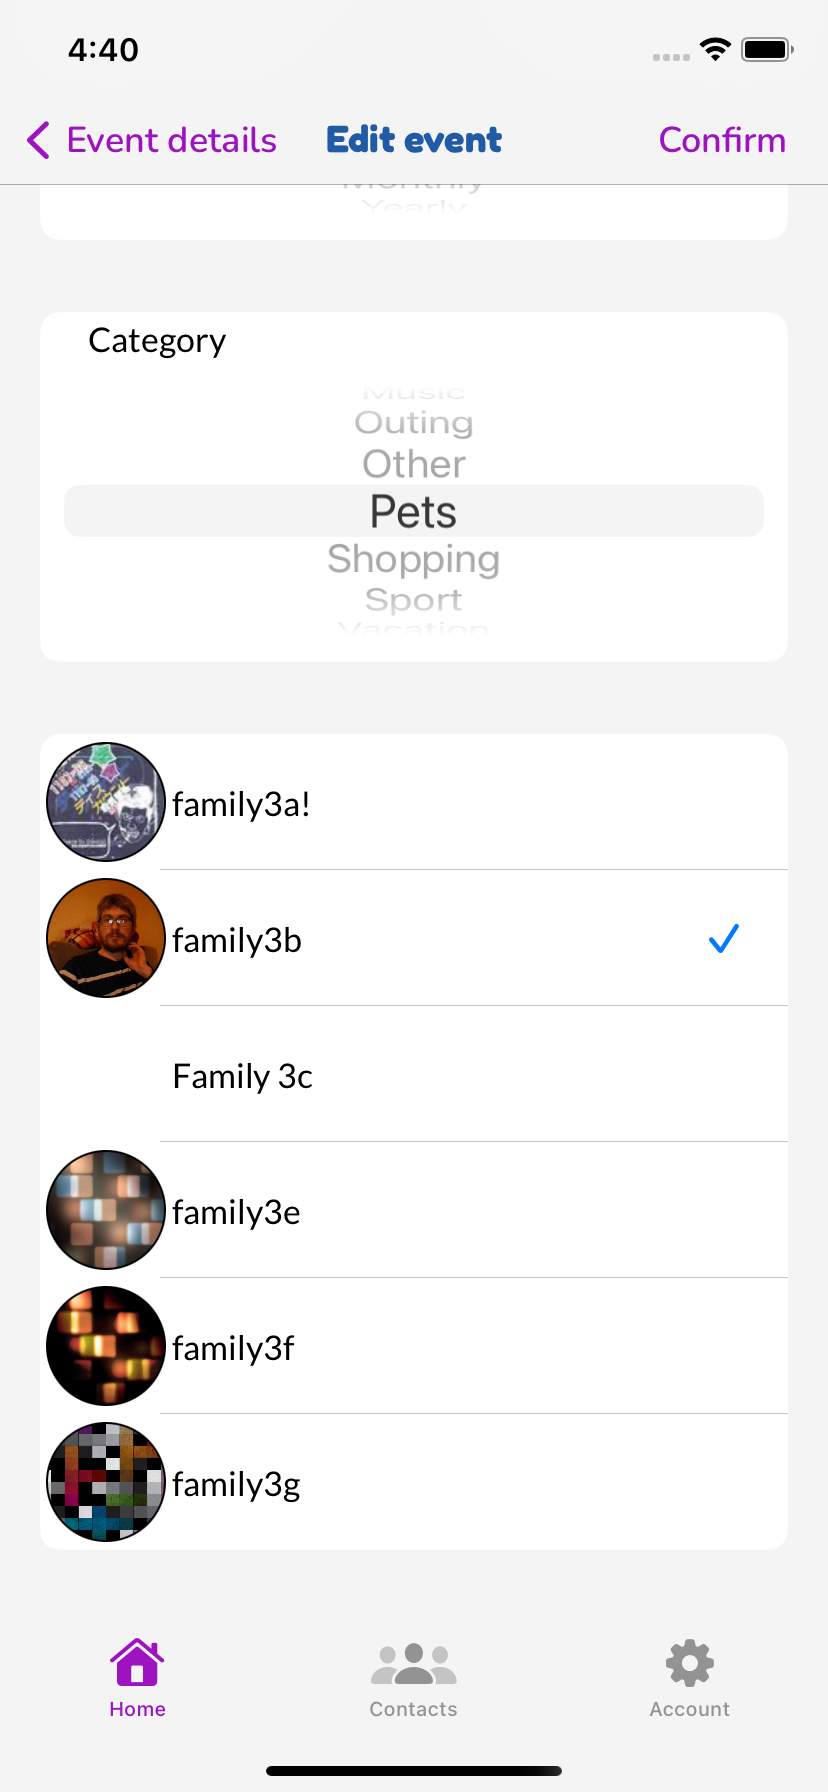 4:40
Event details Edit event Confirm
Monthly
Yearly
Category
Music
Outing
Other
Pets
Shopping
Sport
Vacation
family3a!
family3b
Family 3c
family3e
family3f
family3g
Home Contacts Account